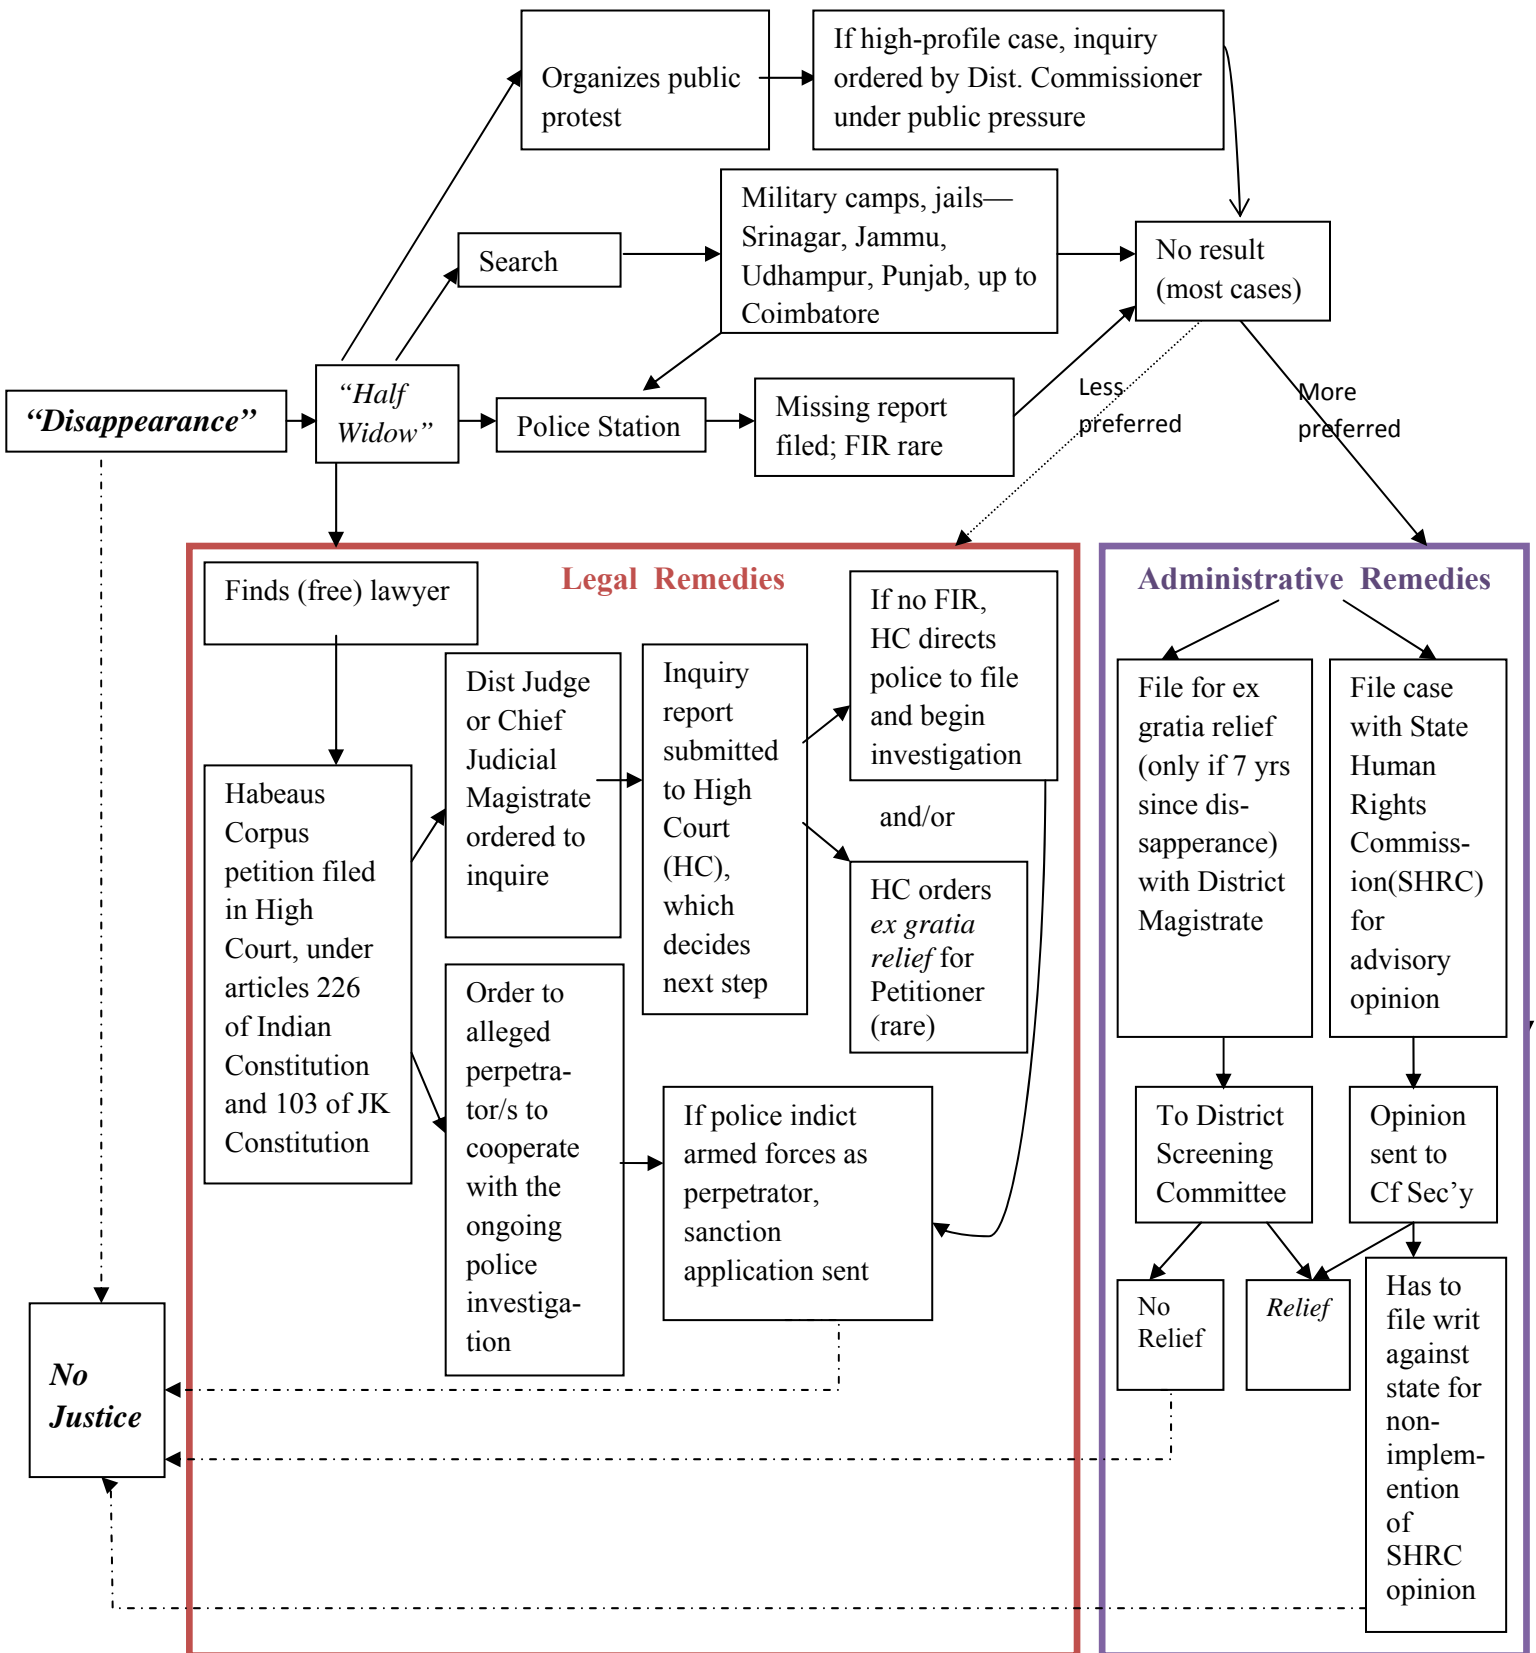 Organizes public
protest
If high-profile case, inquiry
ordered by Dist. Commissioner
under public pressure
Military camps, jails—
Srinagar, Jammu,
Udhampur, Punjab, up to
Coimbatore
Search
No result
(most cases)
“Disappearance”
“Half
Widow”
Police Station
Missing report
filed; FIR rare
Less
preferred
More
preferred
Legal Remedies
Finds (free) lawyer
Habeaus
Corpus
petition filed
in High
Court, under
articles 226
of Indian
Constitution
and 103 of JK
Constitution
Dist Judge
or Chief
Judicial
Magistrate
ordered to
inquire
Inquiry
report
submitted
to High
Court
(HC),
which
decides
next step
If no FIR,
HC directs
police to file
and begin
investigation
and/or
HC orders
ex gratia
relief for
Petitioner
(rare)
Order to
alleged
perpetra-
tor/s to
cooperate
with the
ongoing
police
investiga-
tion
If police indict
armed forces as
perpetrator,
sanction
application sent
Administrative Remedies
File for ex
gratia relief
(only if 7 yrs
since dis-
sapperance)
with District
Magistrate
File case
with State
Human
Rights
Commiss-
ion(SHRC)
for
advisory
opinion
To District
Screening
Committee
Opinion
sent to
Cf Sec’y
No
Relief
Relief
Has to
file writ
against
state for
non-
implem-
ention
of
SHRC
opinion
No
Justice